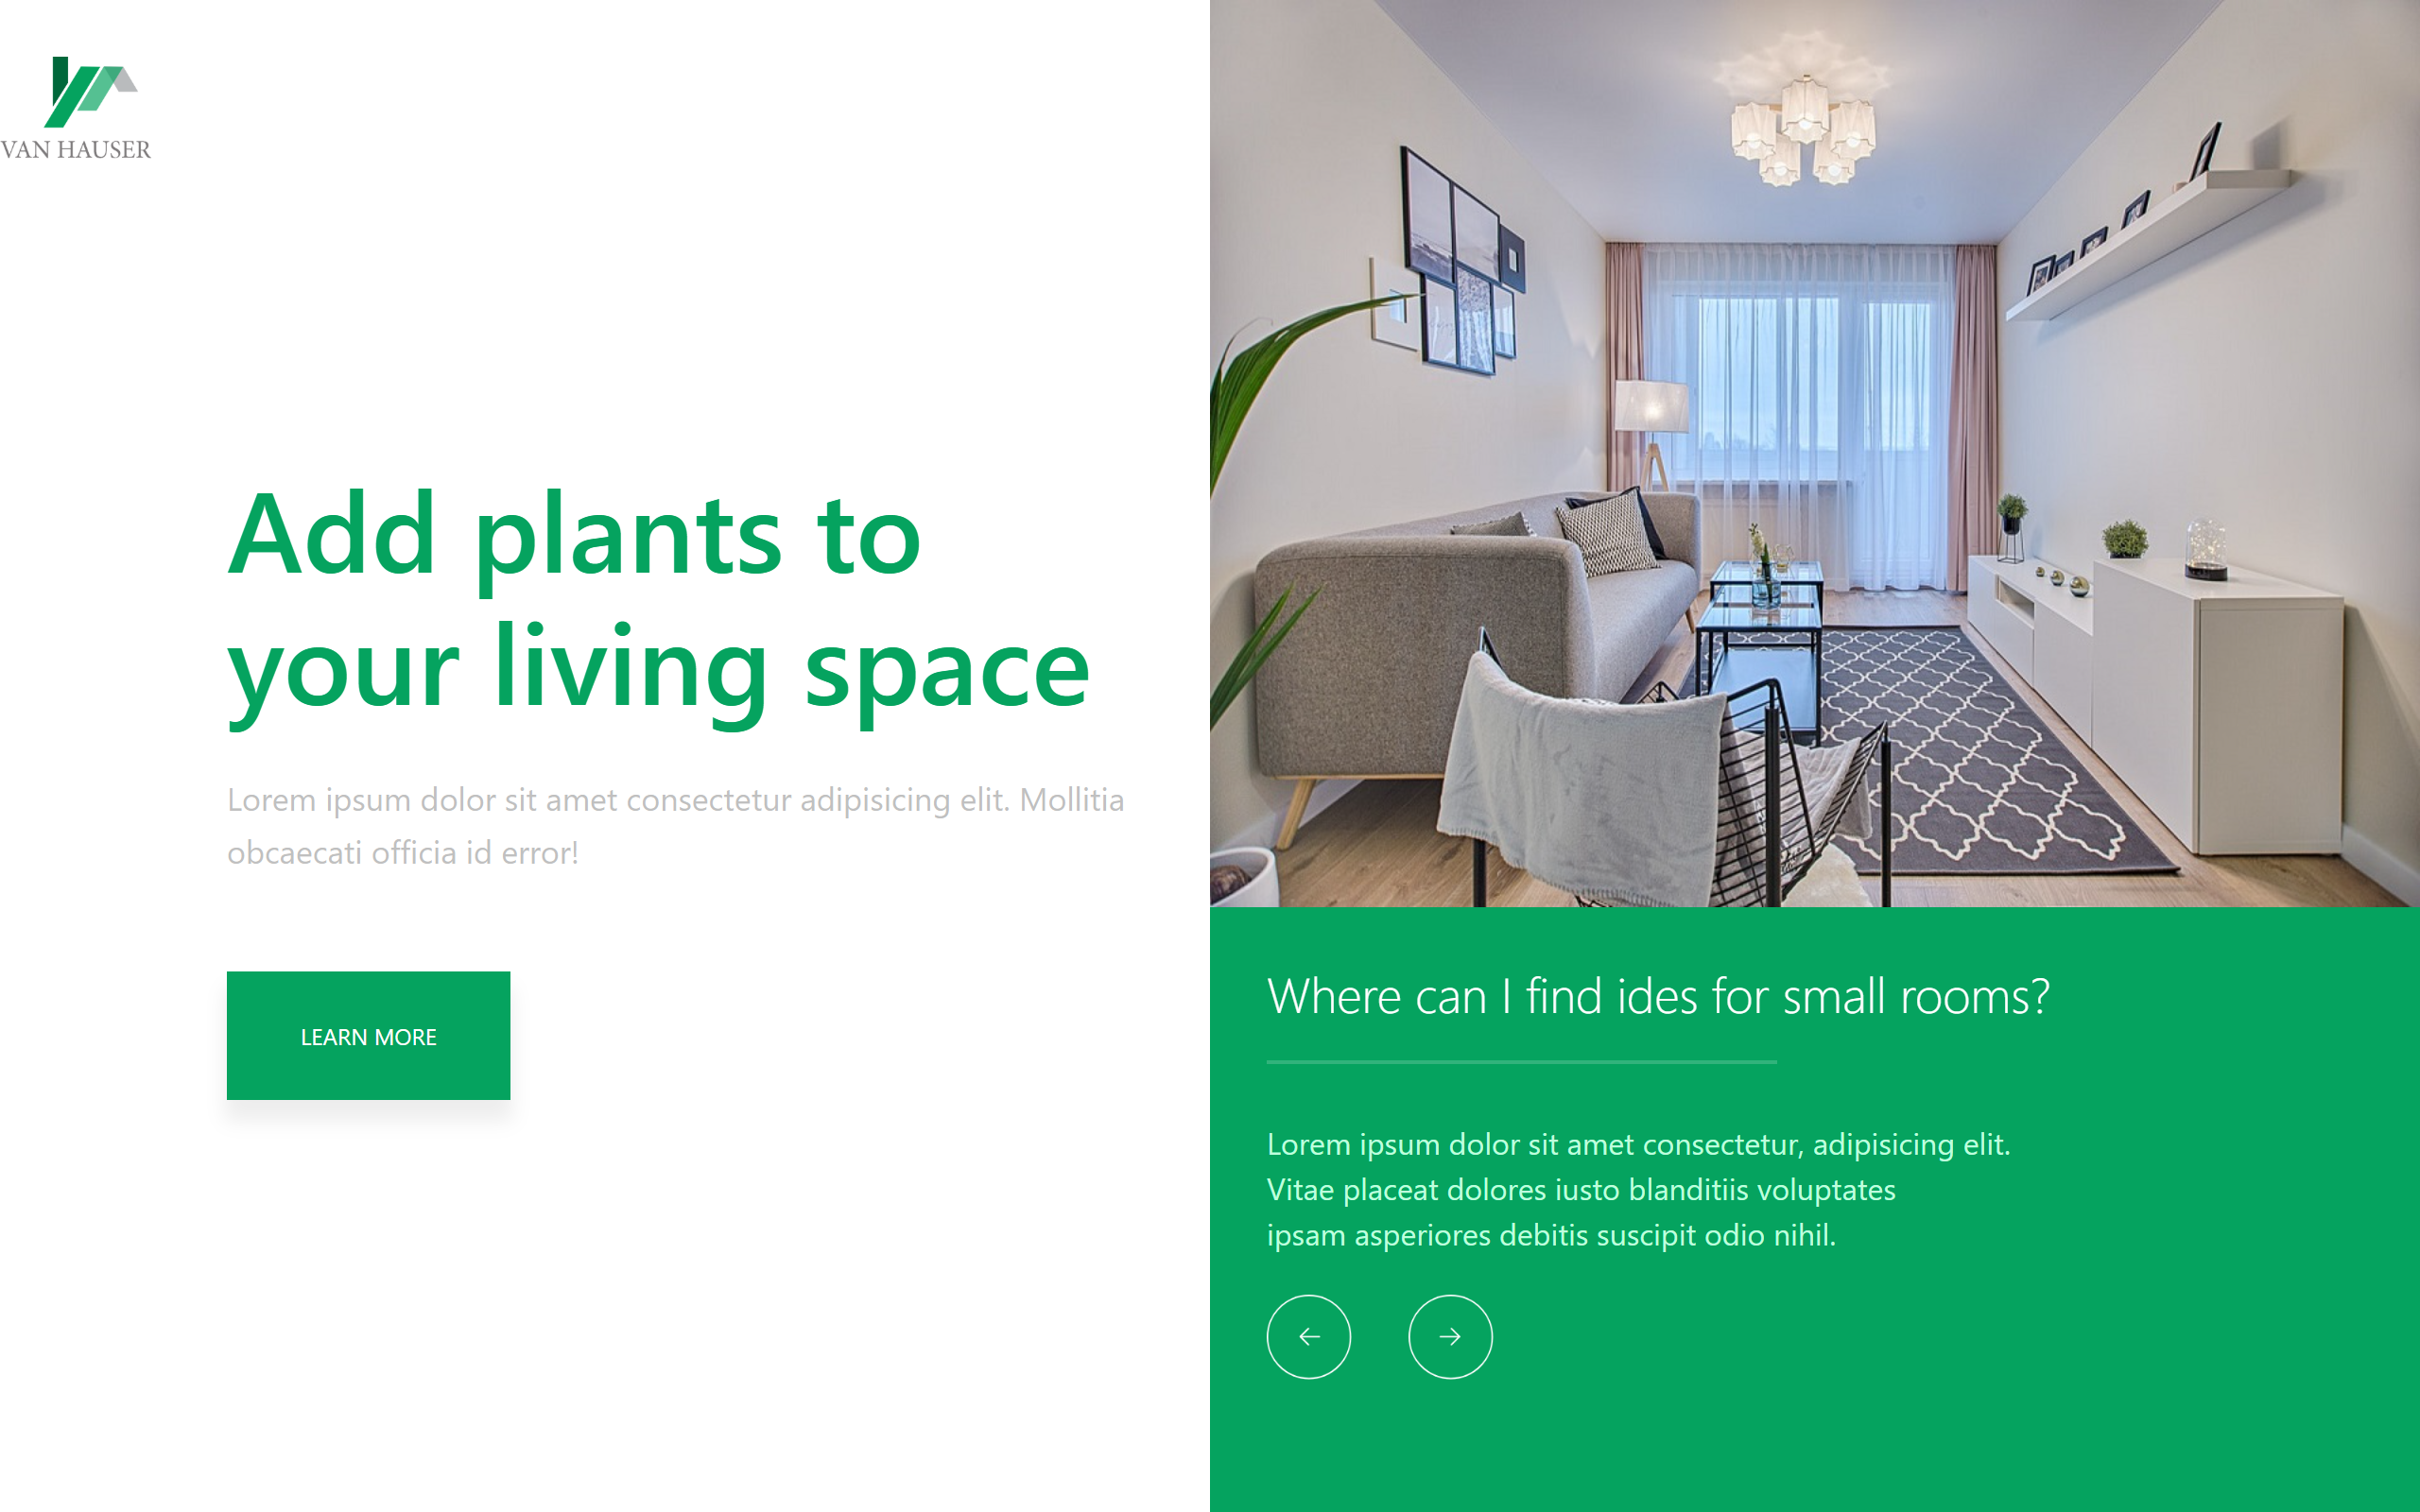 VAN HAUSER
Add plants to
your living space
Lorem ipsum dolor sit amet consectetur adipisicing elit. Mollitia
obcaecati officia id error!
LEARN MORE
Where can I find ides for small rooms?
Lorem ipsum dolor sit amet consectetur, adipisicing elit.
Vitae placeat dolores iusto blanditiis voluptates
ipsam asperiores debitis suscipit odio nihil.